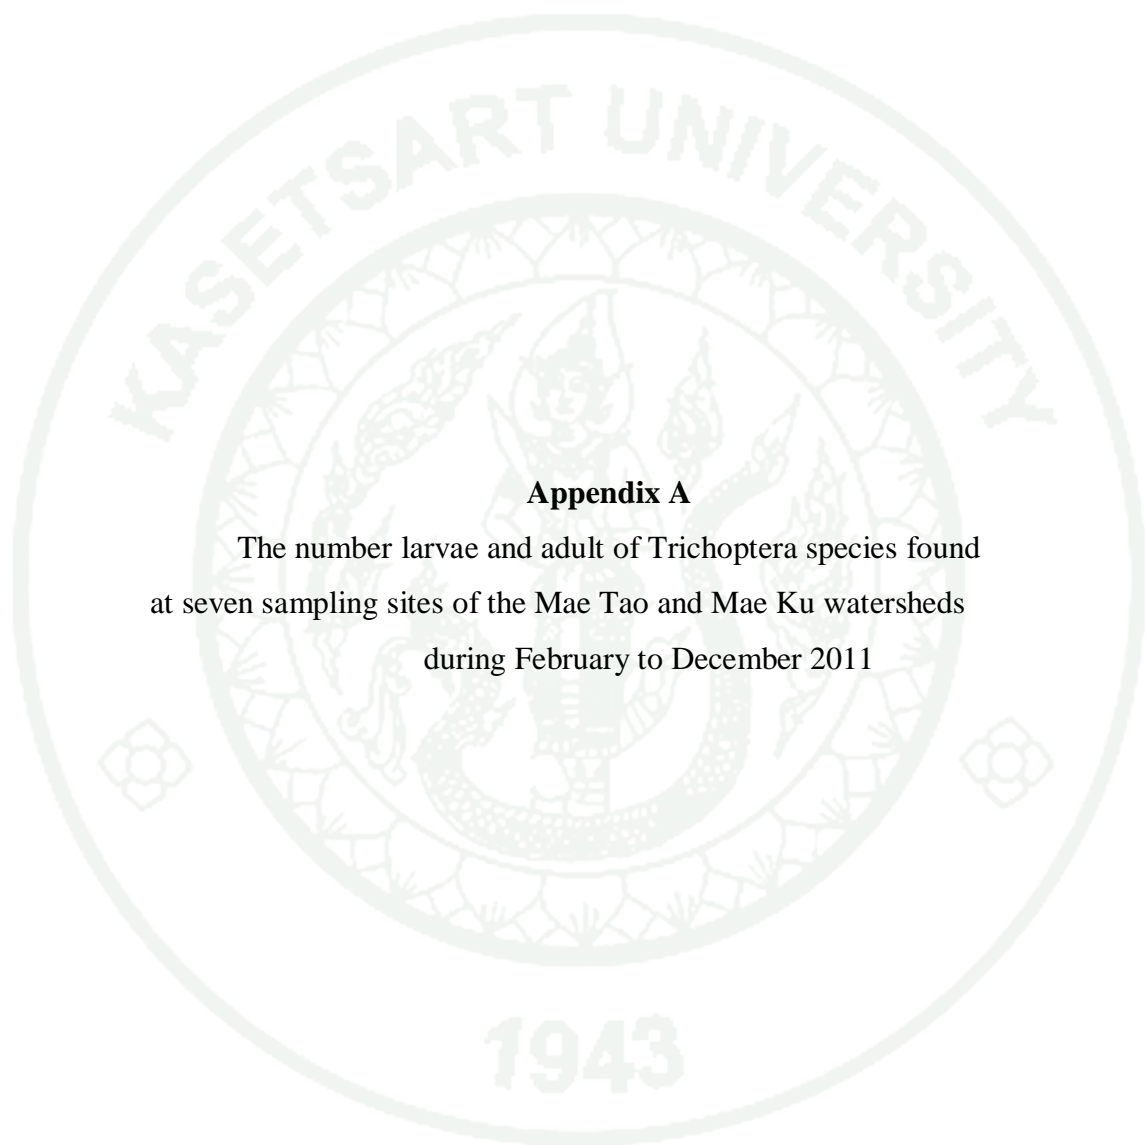 KASETSART UNIVERSITY
Appendix A
The number larvae and adult of Trichoptera species found
at seven sampling sites of the Mae Tao and Mae Ku watersheds
during February to December 2011
1943